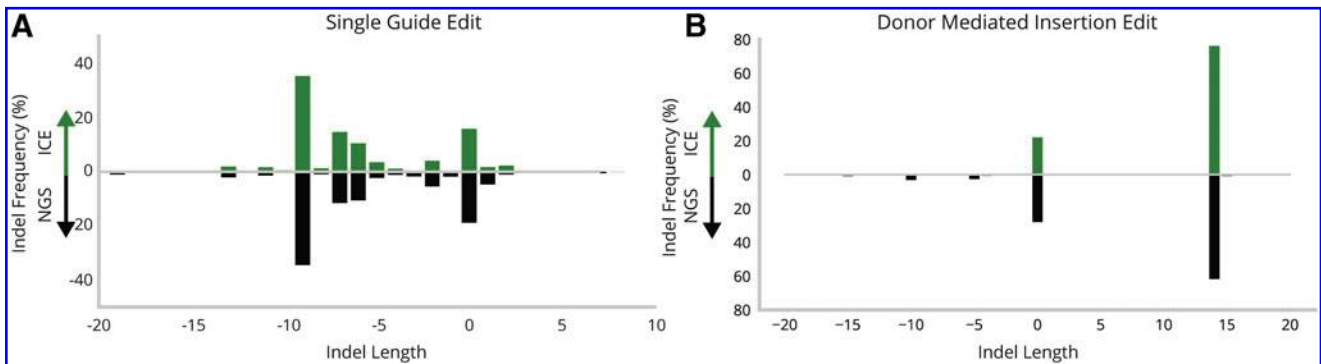 A
Single Guide Edit
Indel Frequency (%)
NGS ICE
40
20
0
-20
-40
-20 -15 -10 -5 0 5 10
Indel Length
B
Donor Mediated Insertion Edit
Indel Frequency (%)
NGS ICE
80
60
40
20
0
20
40
60
80
−20 −15 −10 −5 0 5 10 15 20
Indel Length